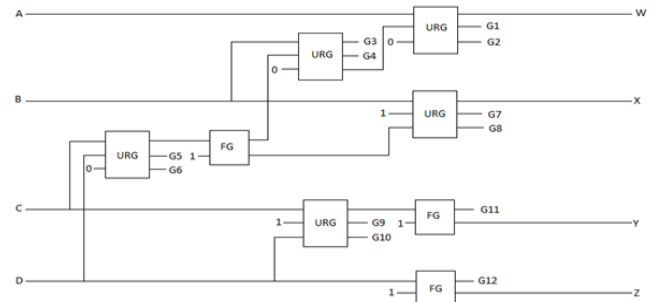 A W
URG G1
G3 0 G2
URG G4
0
B X
1 URG G7
G8
FG
URG G5 1
0 G6
C G11
1 URG G9 1 FG Y
G10
D G12
1 FG Z